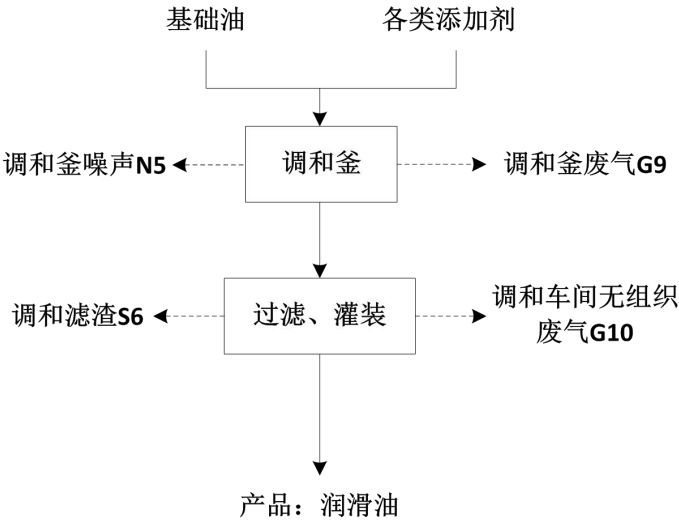 基础油
各类添加剂
调和釜噪声N5
调和釜
调和釜废气G9
调和滤渣S6
过滤、灌装
调和车间无组织
废气G10
产品：润滑油